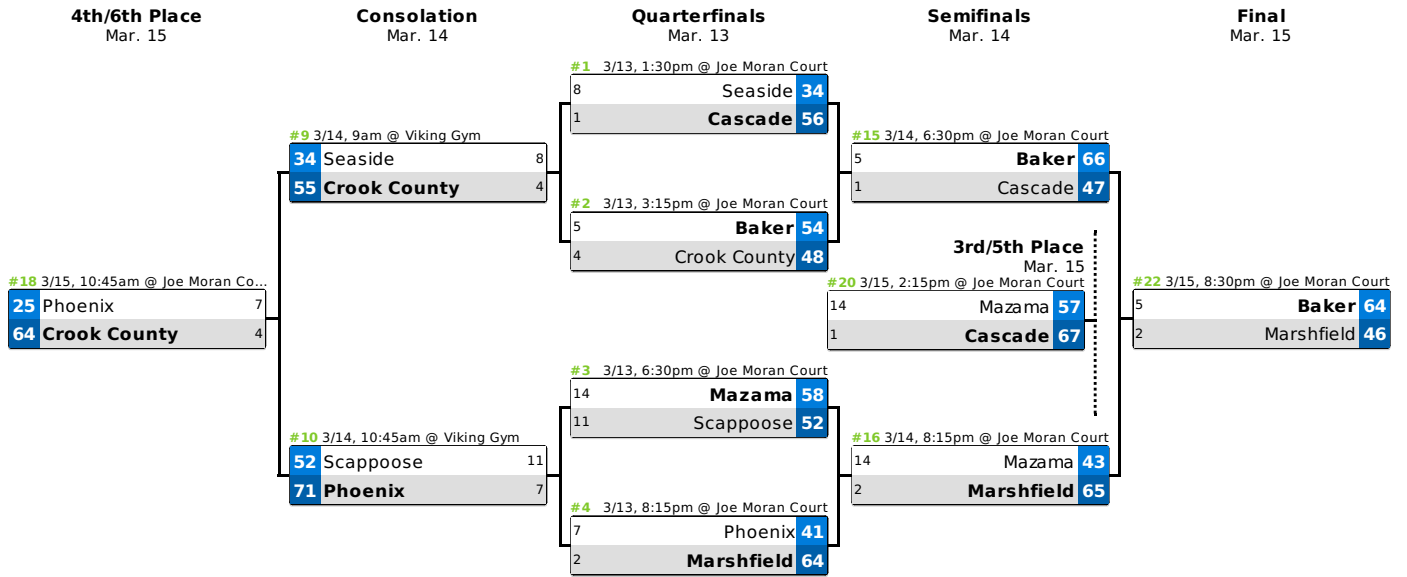 4th/6th Place
Mar. 15
#18 3/15, 10:45am @ Joe Moran Co...
25 Phoenix 7
64 Crook County 4
Consolation
Mar. 14
#9 3/14, 9am @ Viking Gym
34 Seaside 8
55 Crook County 4
#10 3/14, 10:45am @ Viking Gym
52 Scappoose 11
71 Phoenix 7
Quarterfinals
Mar. 13
#1 3/13, 1:30pm @ Joe Moran Court
8 Seaside 34
1 Cascade 56
#2 3/13, 3:15pm @ Joe Moran Court
5 Baker 54
4 Crook County 48
#3 3/13, 6:30pm @ Joe Moran Court
14 Mazama 58
11 Scappoose 52
#4 3/13, 8:15pm @ Joe Moran Court
7 Phoenix 41
2 Marshfield 64
Semifinals
Mar. 14
#15 3/14, 6:30pm @ Joe Moran Court
5 Baker 66
1 Cascade 47
3rd/5th Place
Mar. 15
#20 3/15, 2:15pm @ Joe Moran Court
14 Mazama 57
1 Cascade 67
#16 3/14, 8:15pm @ Joe Moran Court
14 Mazama 43
2 Marshfield 65
Final
Mar. 15
#22 3/15, 8:30pm @ Joe Moran Court
5 Baker 64
2 Marshfield 46